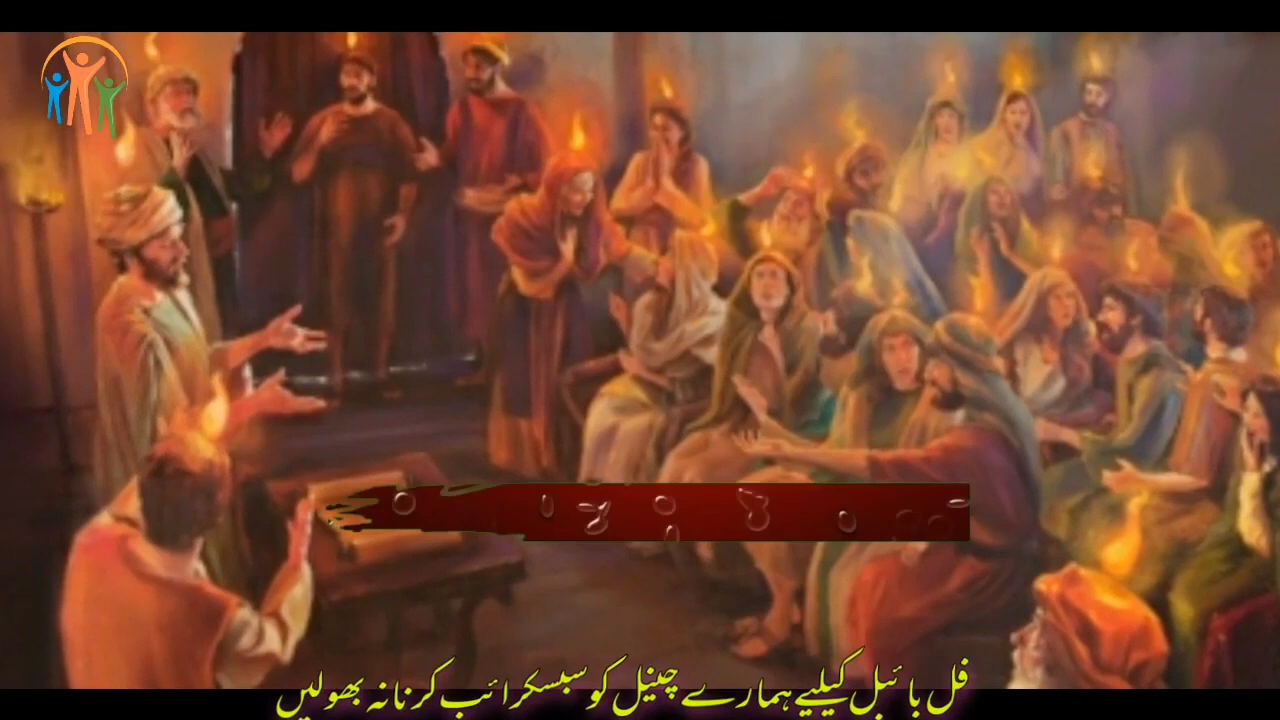 فل بائبل کیلیے ہمارے چینل کو سبسکرائب کرنا نہ بھولیں